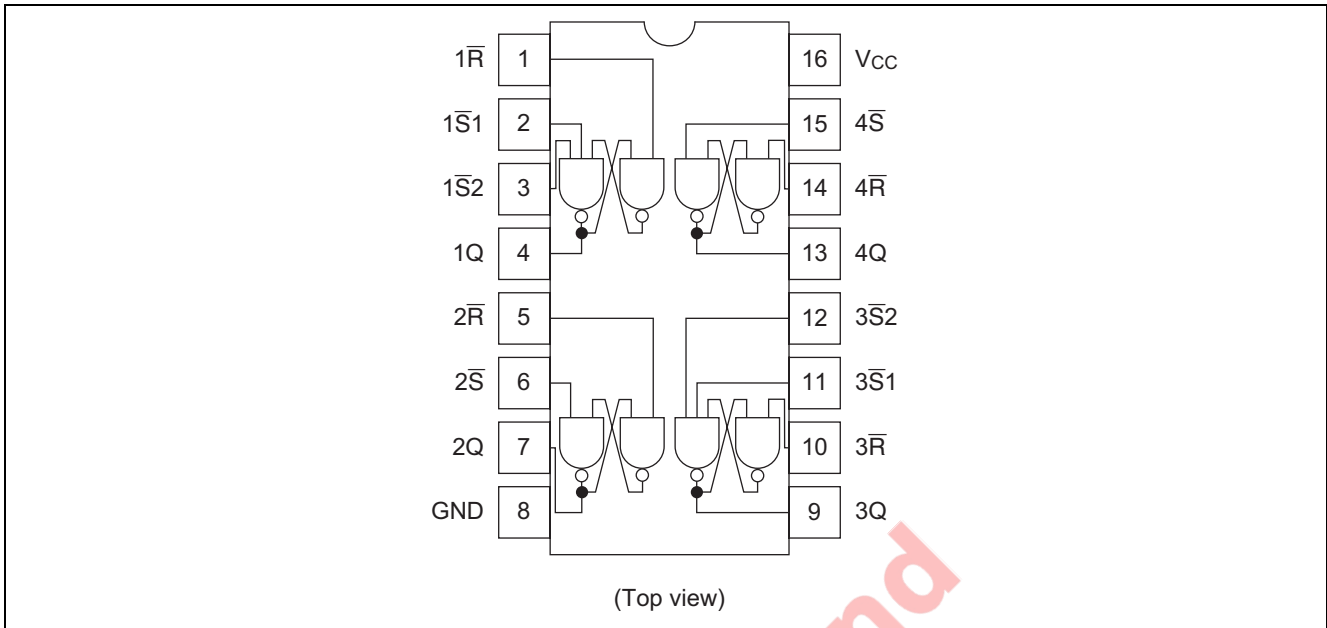 1R̅ 1 16 VCC
1S̅1 2 15 4S̅
1S̅2 3 14 4R̅
1Q 4 13 4Q
2R̅ 5 12 3S̅2
2S̅ 6 11 3S̅1
2Q 7 10 3R̅
GND 8 9 3Q
(Top view)
nd